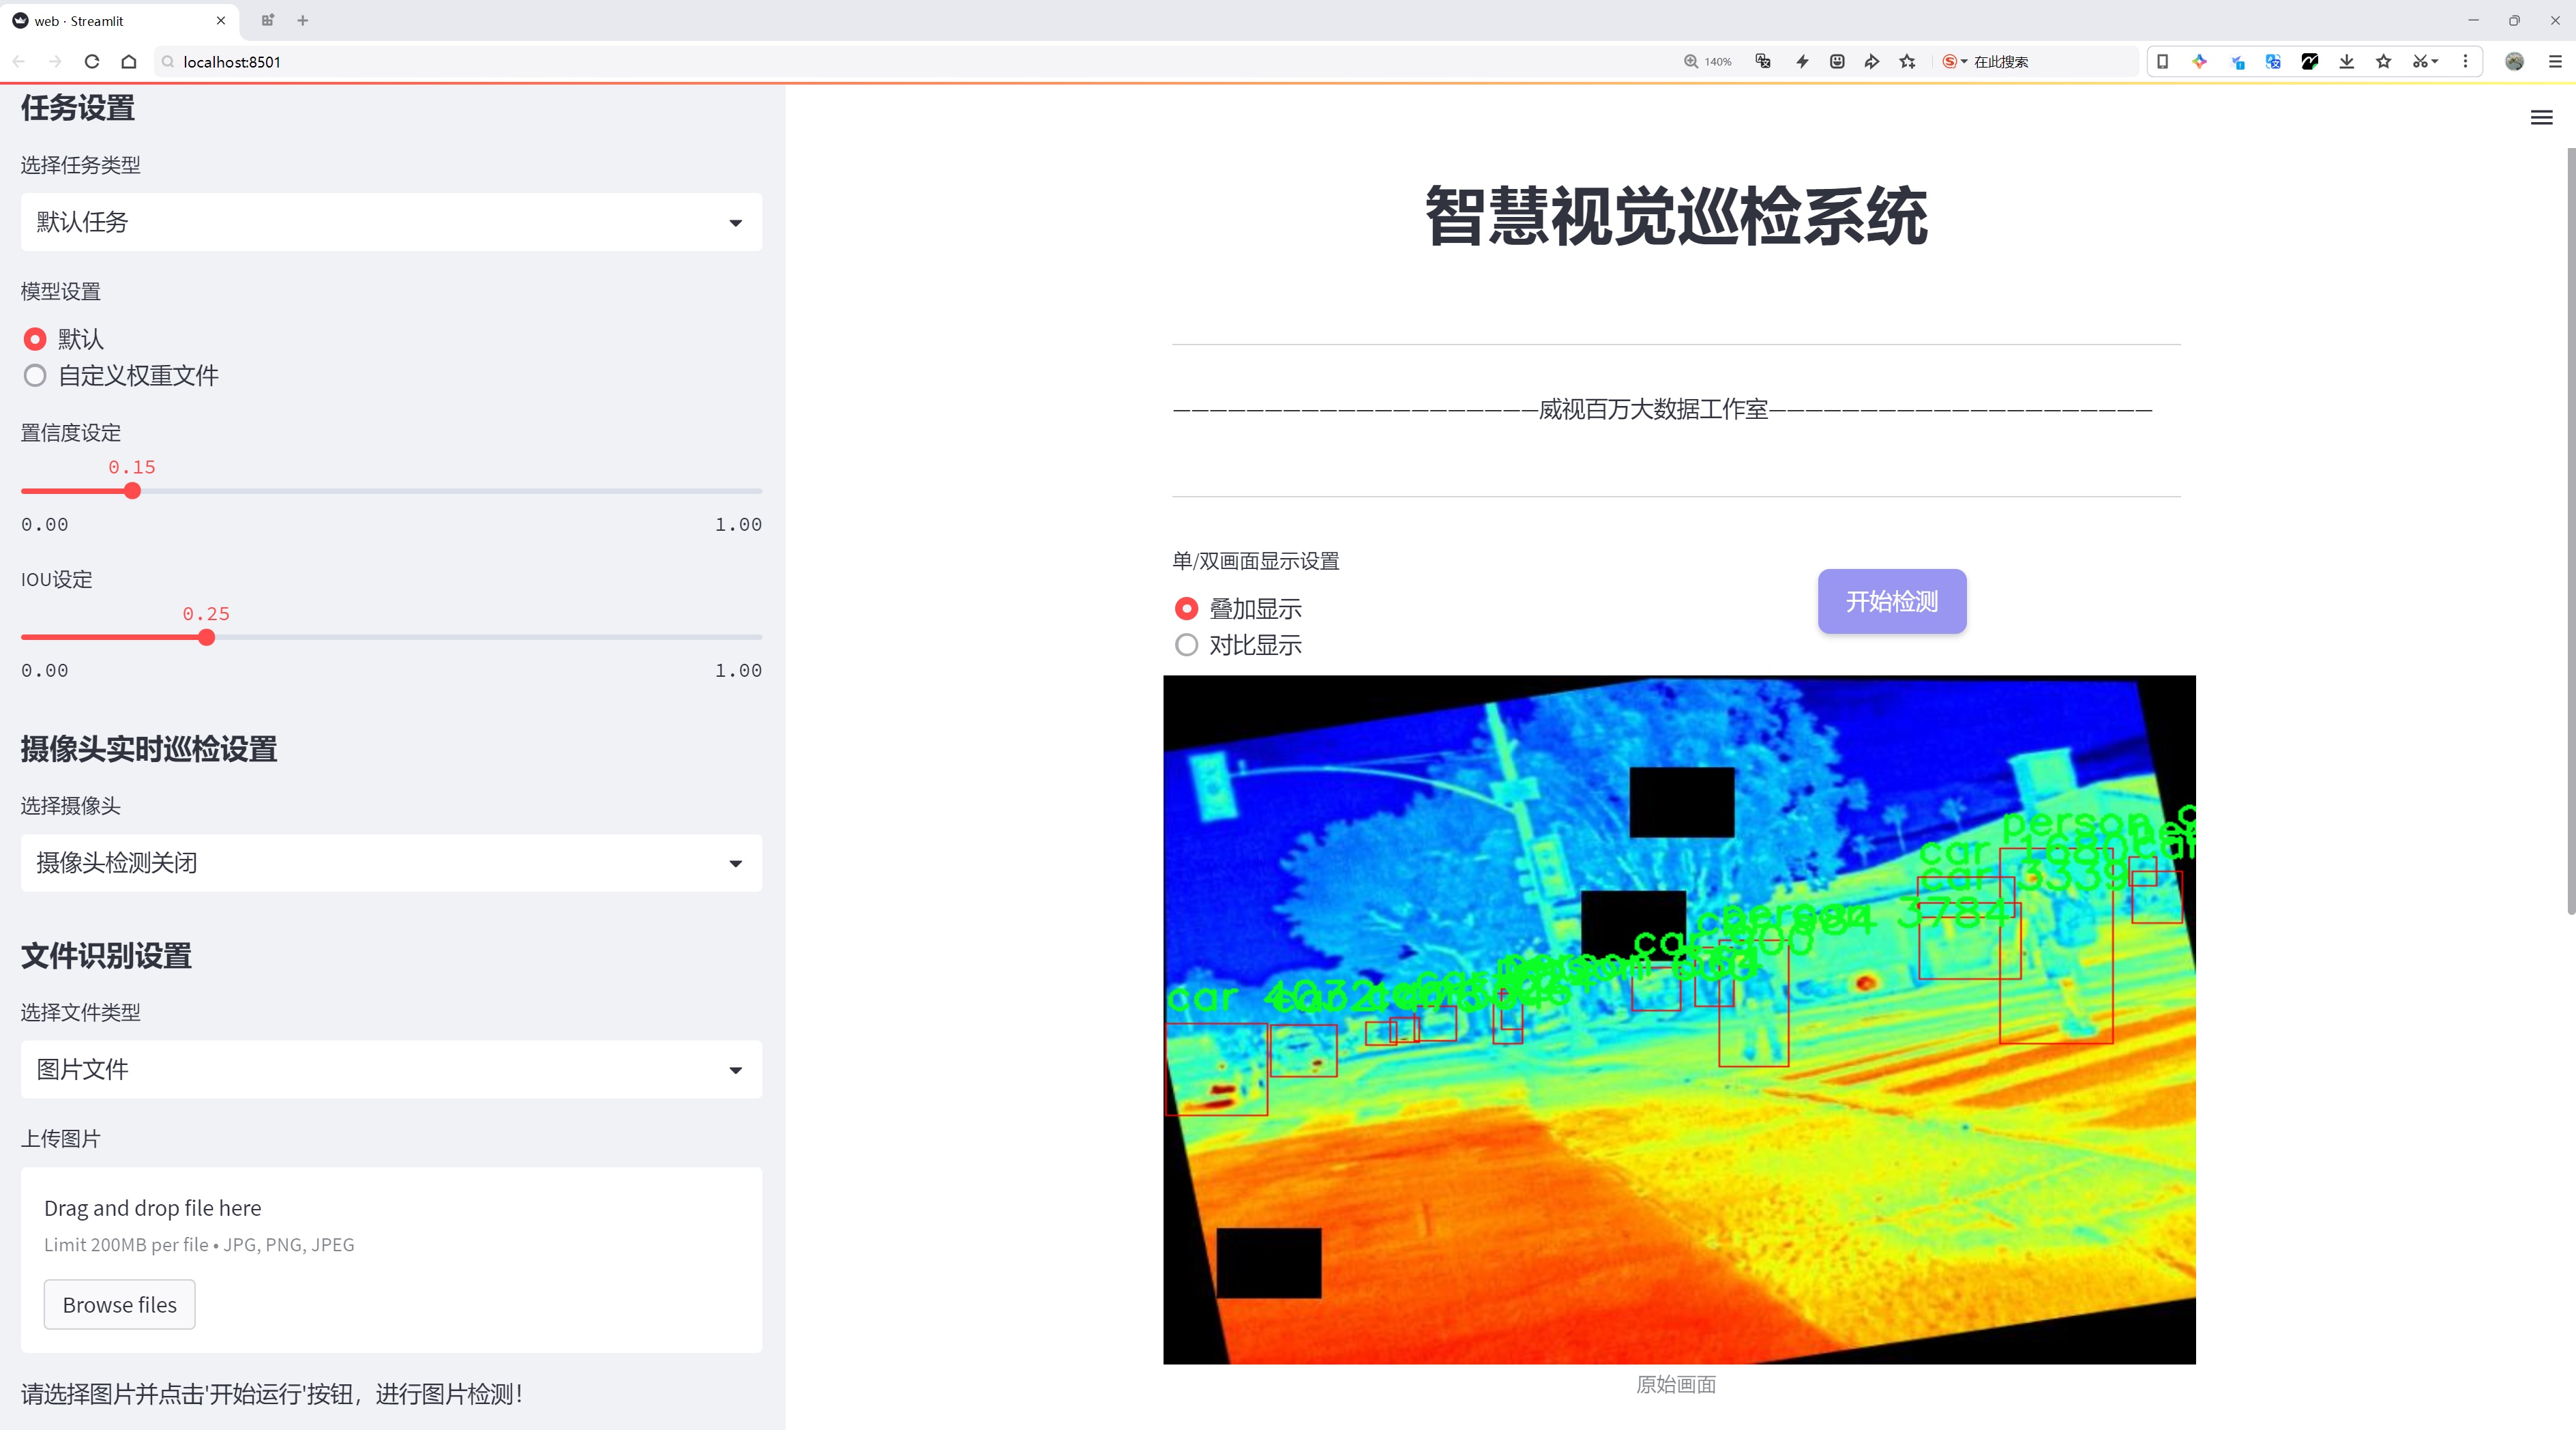 web · Streamlit
localhost:8501
140%
在此搜索
任务设置
选择任务类型
默认任务
模型设置
默认
自定义权重文件
置信度设定
0.15
0.00 1.00
IOU设定
0.25
0.00 1.00
摄像头实时巡检设置
选择摄像头
摄像头检测关闭
文件识别设置
选择文件类型
图片文件
上传图片
Drag and drop file here
Limit 200MB per file • JPG, PNG, JPEG
Browse files
请选择图片并点击'开始运行'按钮，进行图片检测！
智慧视觉巡检系统
—————————————————————威视百万大数据工作室—————————————————————
单/双画面显示设置
叠加显示
对比显示
开始检测
person
car
car 3339
person 3784
car
car
原始画面